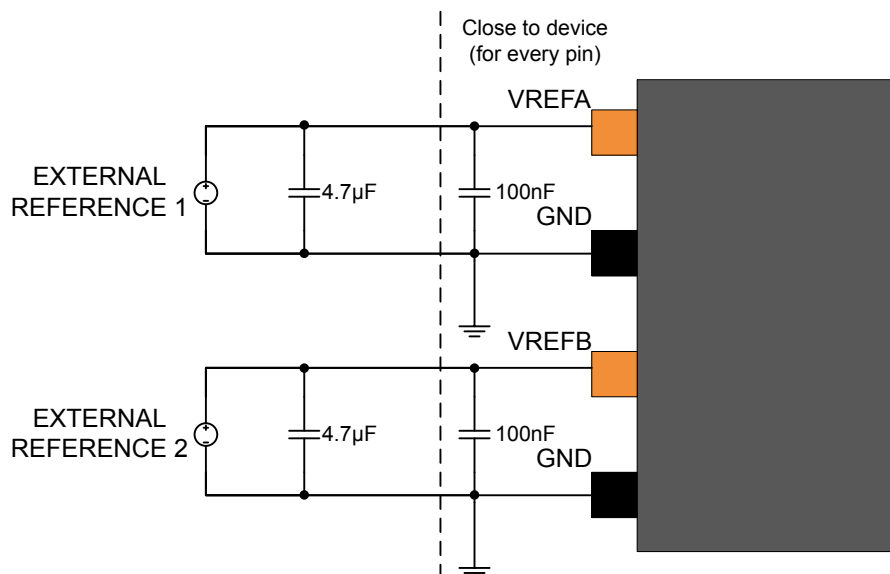 Close to device
(for every pin)
VREFA
EXTERNAL
REFERENCE 1
4.7µF
100nF
GND
VREFB
EXTERNAL
REFERENCE 2
4.7µF
100nF
GND